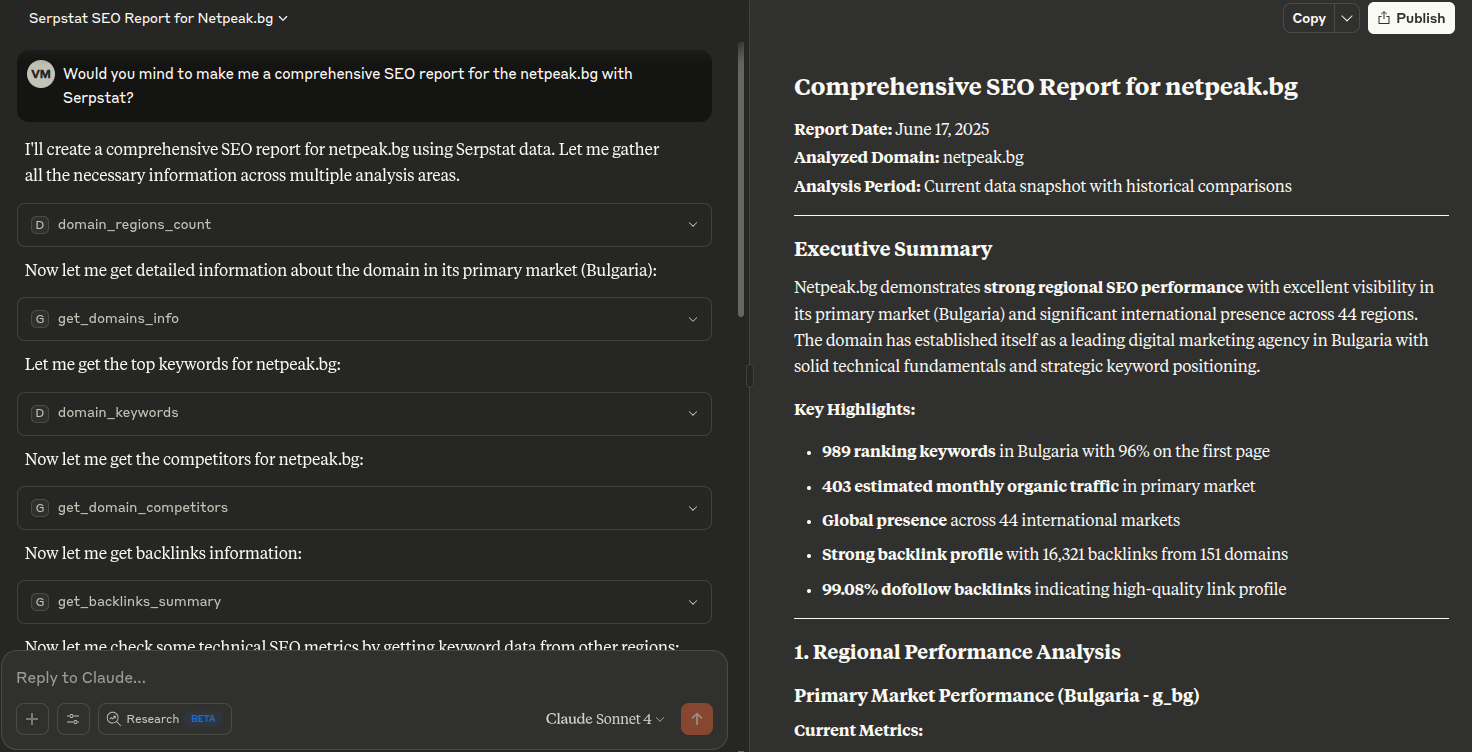 Serpstat SEO Report for Netpeak.bg
VM
Would you mind to make me a comprehensive SEO report for the netpeak.bg with
Serpstat?
I'll create a comprehensive SEO report for netpeak.bg using Serpstat data. Let me gather
all the necessary information across multiple analysis areas.
D domain_regions_count
Now let me get detailed information about the domain in its primary market (Bulgaria):
G get_domains_info
Let me get the top keywords for netpeak.bg:
D domain_keywords
Now let me get the competitors for netpeak.bg:
G get_domain_competitors
Now let me get backlinks information:
G get_backlinks_summary
Now let me check some technical SEO metrics by getting keyword data from other regions:
Reply to Claude...
Research BETA
Claude Sonnet 4
Copy
Publish
Comprehensive SEO Report for netpeak.bg
Report Date: June 17, 2025
Analyzed Domain: netpeak.bg
Analysis Period: Current data snapshot with historical comparisons
Executive Summary
Netpeak.bg demonstrates strong regional SEO performance with excellent visibility in
its primary market (Bulgaria) and significant international presence across 44 regions.
The domain has established itself as a leading digital marketing agency in Bulgaria with
solid technical fundamentals and strategic keyword positioning.
Key Highlights:
• 989 ranking keywords in Bulgaria with 96% on the first page
• 403 estimated monthly organic traffic in primary market
• Global presence across 44 international markets
• Strong backlink profile with 16,321 backlinks from 151 domains
• 99.08% dofollow backlinks indicating high-quality link profile
1. Regional Performance Analysis
Primary Market Performance (Bulgaria - g_bg)
Current Metrics: